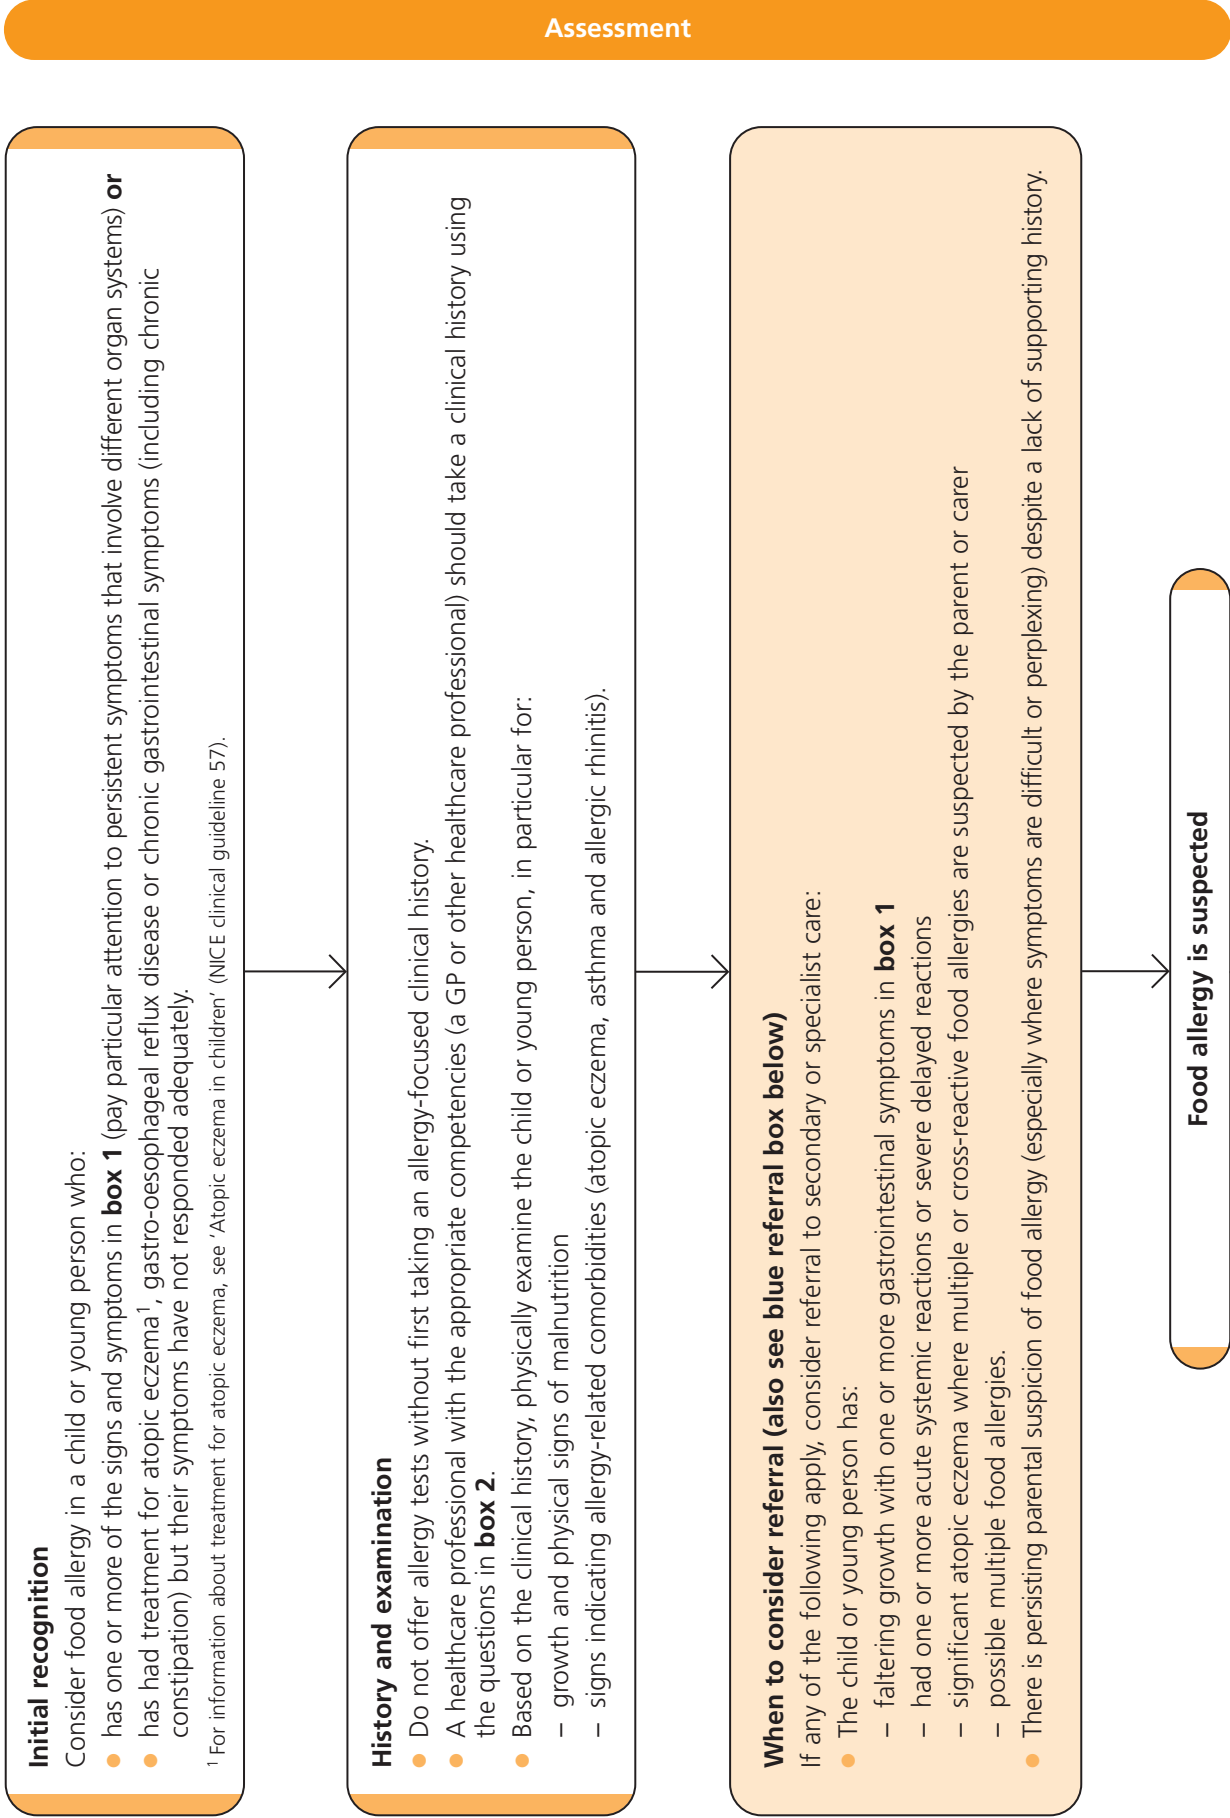 Assessment
Initial recognition
Consider food allergy in a child or young person who:
● has one or more of the signs and symptoms in box 1 (pay particular attention to persistent symptoms that involve different organ systems) or
● has had treatment for atopic eczema¹, gastro-oesophageal reflux disease or chronic gastrointestinal symptoms (including chronic
constipation) but their symptoms have not responded adequately.
¹ For information about treatment for atopic eczema, see ‘Atopic eczema in children’ (NICE clinical guideline 57).
History and examination
● Do not offer allergy tests without first taking an allergy-focused clinical history.
● A healthcare professional with the appropriate competencies (a GP or other healthcare professional) should take a clinical history using
the questions in box 2.
● Based on the clinical history, physically examine the child or young person, in particular for:
– growth and physical signs of malnutrition
– signs indicating allergy-related comorbidities (atopic eczema, asthma and allergic rhinitis).
When to consider referral (also see blue referral box below)
If any of the following apply, consider referral to secondary or specialist care:
● The child or young person has:
– faltering growth with one or more gastrointestinal symptoms in box 1
– had one or more acute systemic reactions or severe delayed reactions
– significant atopic eczema where multiple or cross-reactive food allergies are suspected by the parent or carer
– possible multiple food allergies.
● There is persisting parental suspicion of food allergy (especially where symptoms are difficult or perplexing) despite a lack of supporting history.
Food allergy is suspected